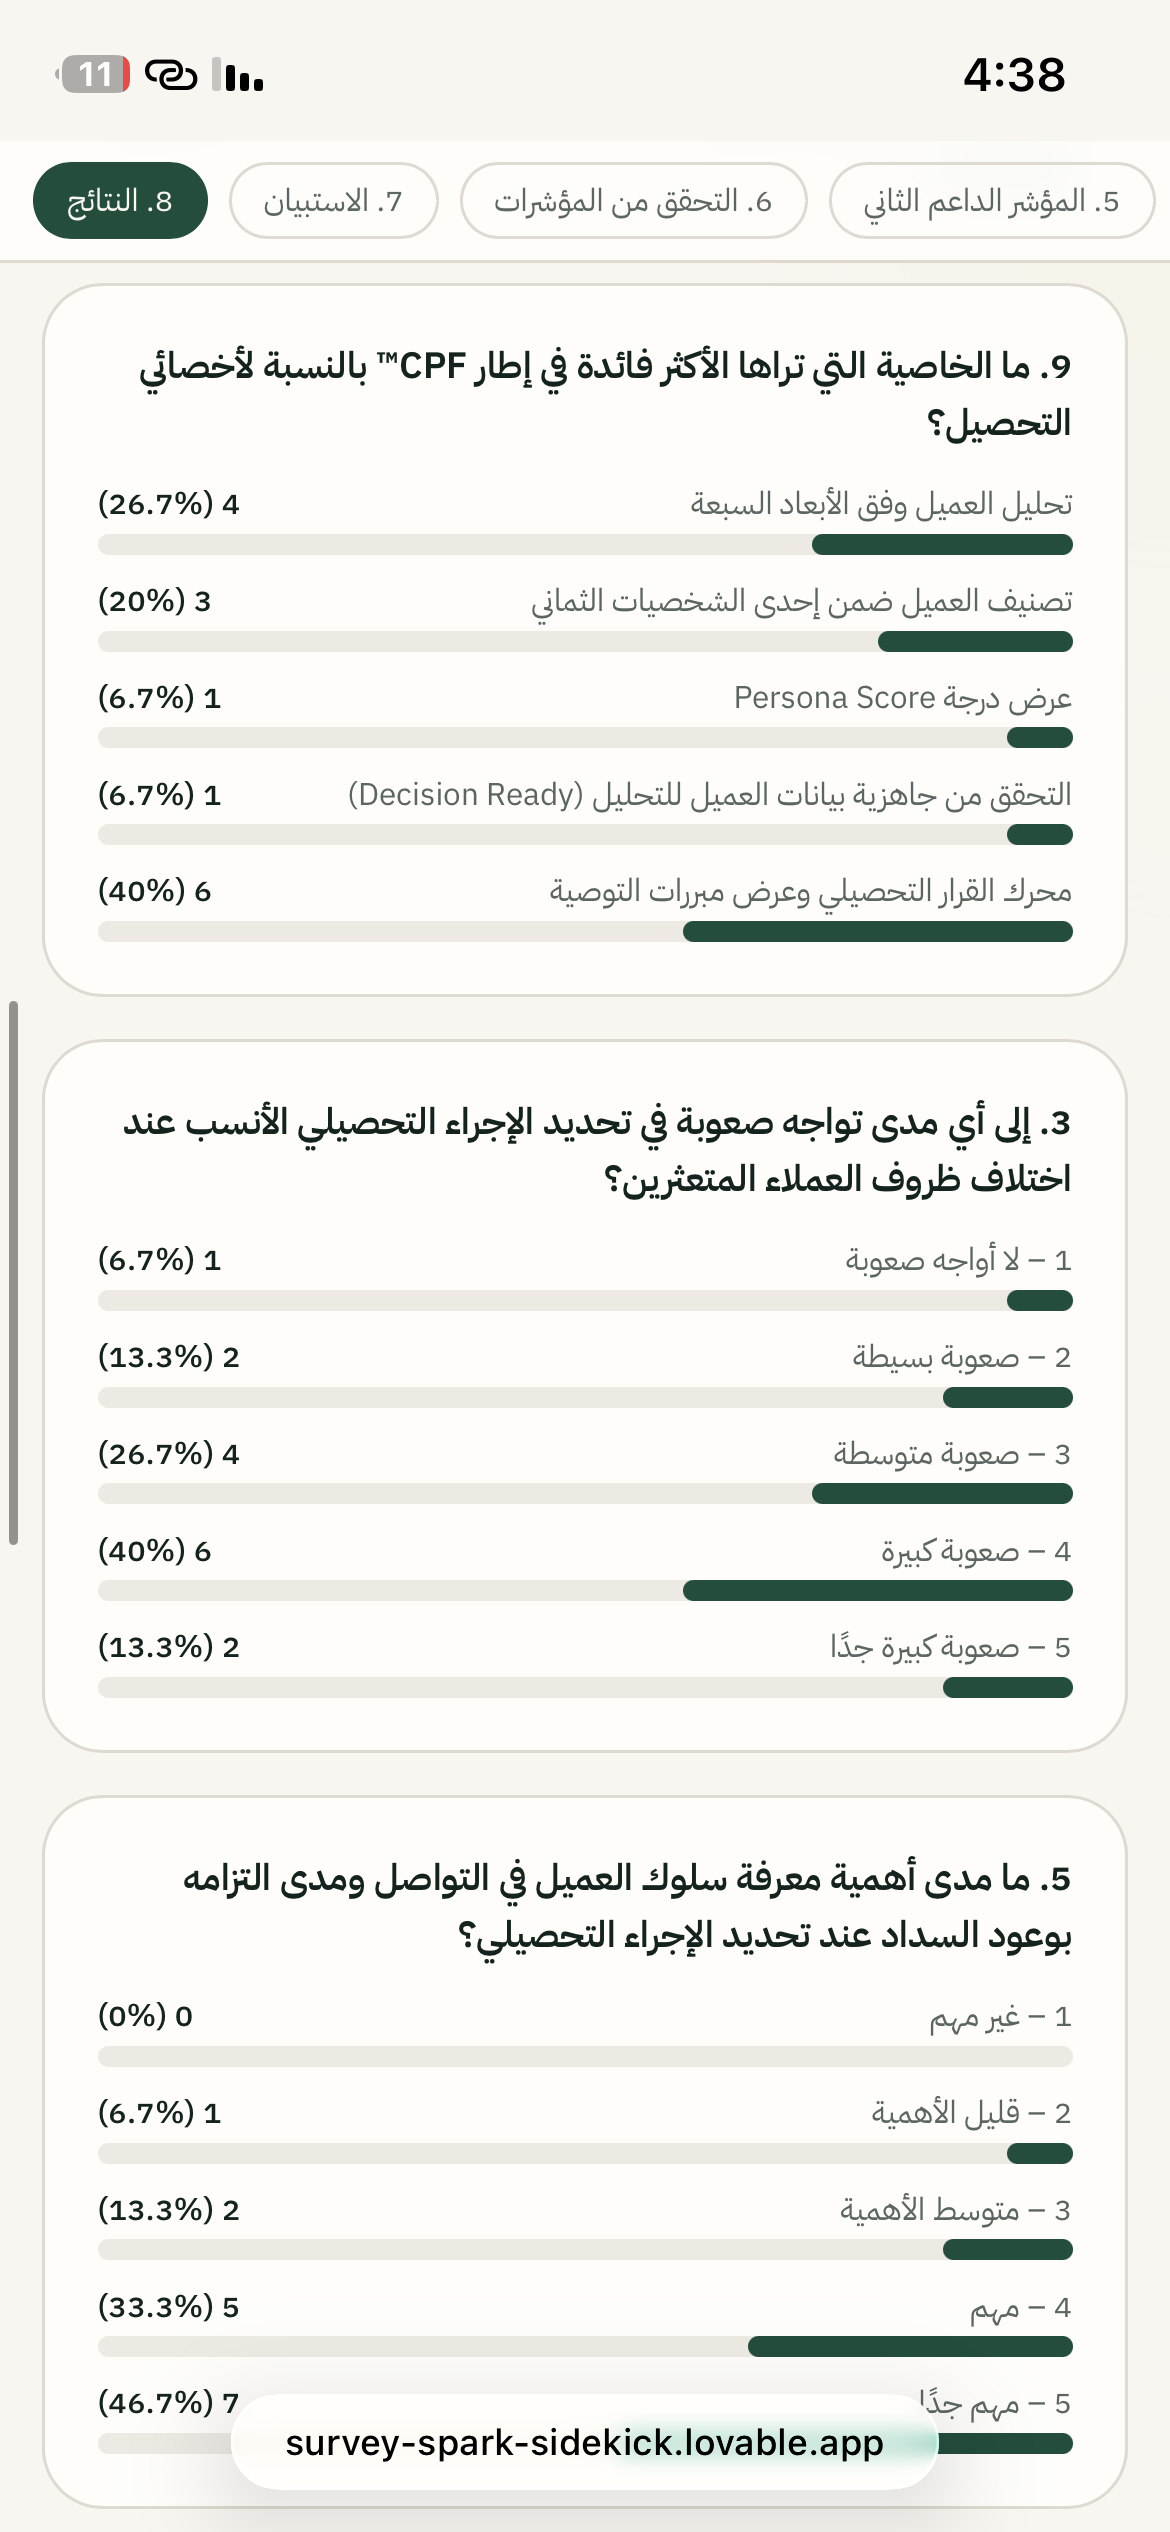 4:38
11
5. المؤشر الداعم الثاني
6. التحقق من المؤشرات
7. الاستبيان
8. النتائج
9. ما الخاصية التي تراها الأكثر فائدة في إطار CPF™ بالنسبة لأخصائي
التحصيل؟
تحليل العميل وفق الأبعاد السبعة
4 (26.7%)
تصنيف العميل ضمن إحدى الشخصيات الثماني
3 (20%)
عرض درجة Persona Score
1 (6.7%)
التحقق من جاهزية بيانات العميل للتحليل (Decision Ready)
1 (6.7%)
محرك القرار التحصيلي وعرض مبررات التوصية
6 (40%)
3. إلى أي مدى تواجه صعوبة في تحديد الإجراء التحصيلي الأنسب عند
اختلاف ظروف العملاء المتعثرين؟
1 – لا أواجه صعوبة
1 (6.7%)
2 – صعوبة بسيطة
2 (13.3%)
3 – صعوبة متوسطة
4 (26.7%)
4 – صعوبة كبيرة
6 (40%)
5 – صعوبة كبيرة جدًا
2 (13.3%)
5. ما مدى أهمية معرفة سلوك العميل في التواصل ومدى التزامه
بوعود السداد عند تحديد الإجراء التحصيلي؟
1 – غير مهم
0 (0%)
2 – قليل الأهمية
1 (6.7%)
3 – متوسط الأهمية
2 (13.3%)
4 – مهم
5 (33.3%)
5 – مهم جدًا
7 (46.7%)
survey-spark-sidekick.lovable.app